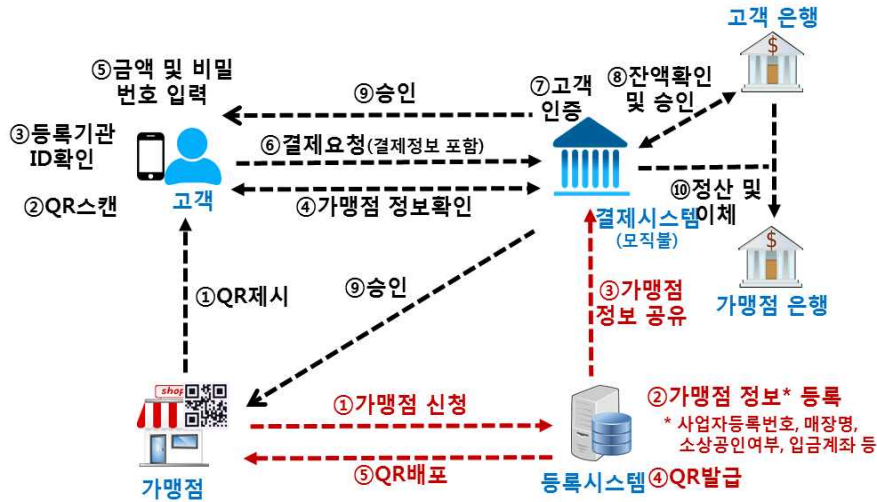 고객 은행
⑤금액 및 비밀
번호 입력
⑨승인
⑦고객
인증
⑧잔액확인
및 승인
③등록기관
ID확인
⑥결제요청(결제정보 포함)
②QR스캔
고객
④가맹점 정보확인
⑩정산 및
이체
결제시스템
(모직불)
①QR제시
⑨승인
③가맹점
정보 공유
가맹점 은행
shop
①가맹점 신청
②가맹점 정보* 등록
* 사업자등록번호, 매장명,
소상공인여부, 입금계좌 등
⑤QR배포
가맹점
등록시스템
④QR발급